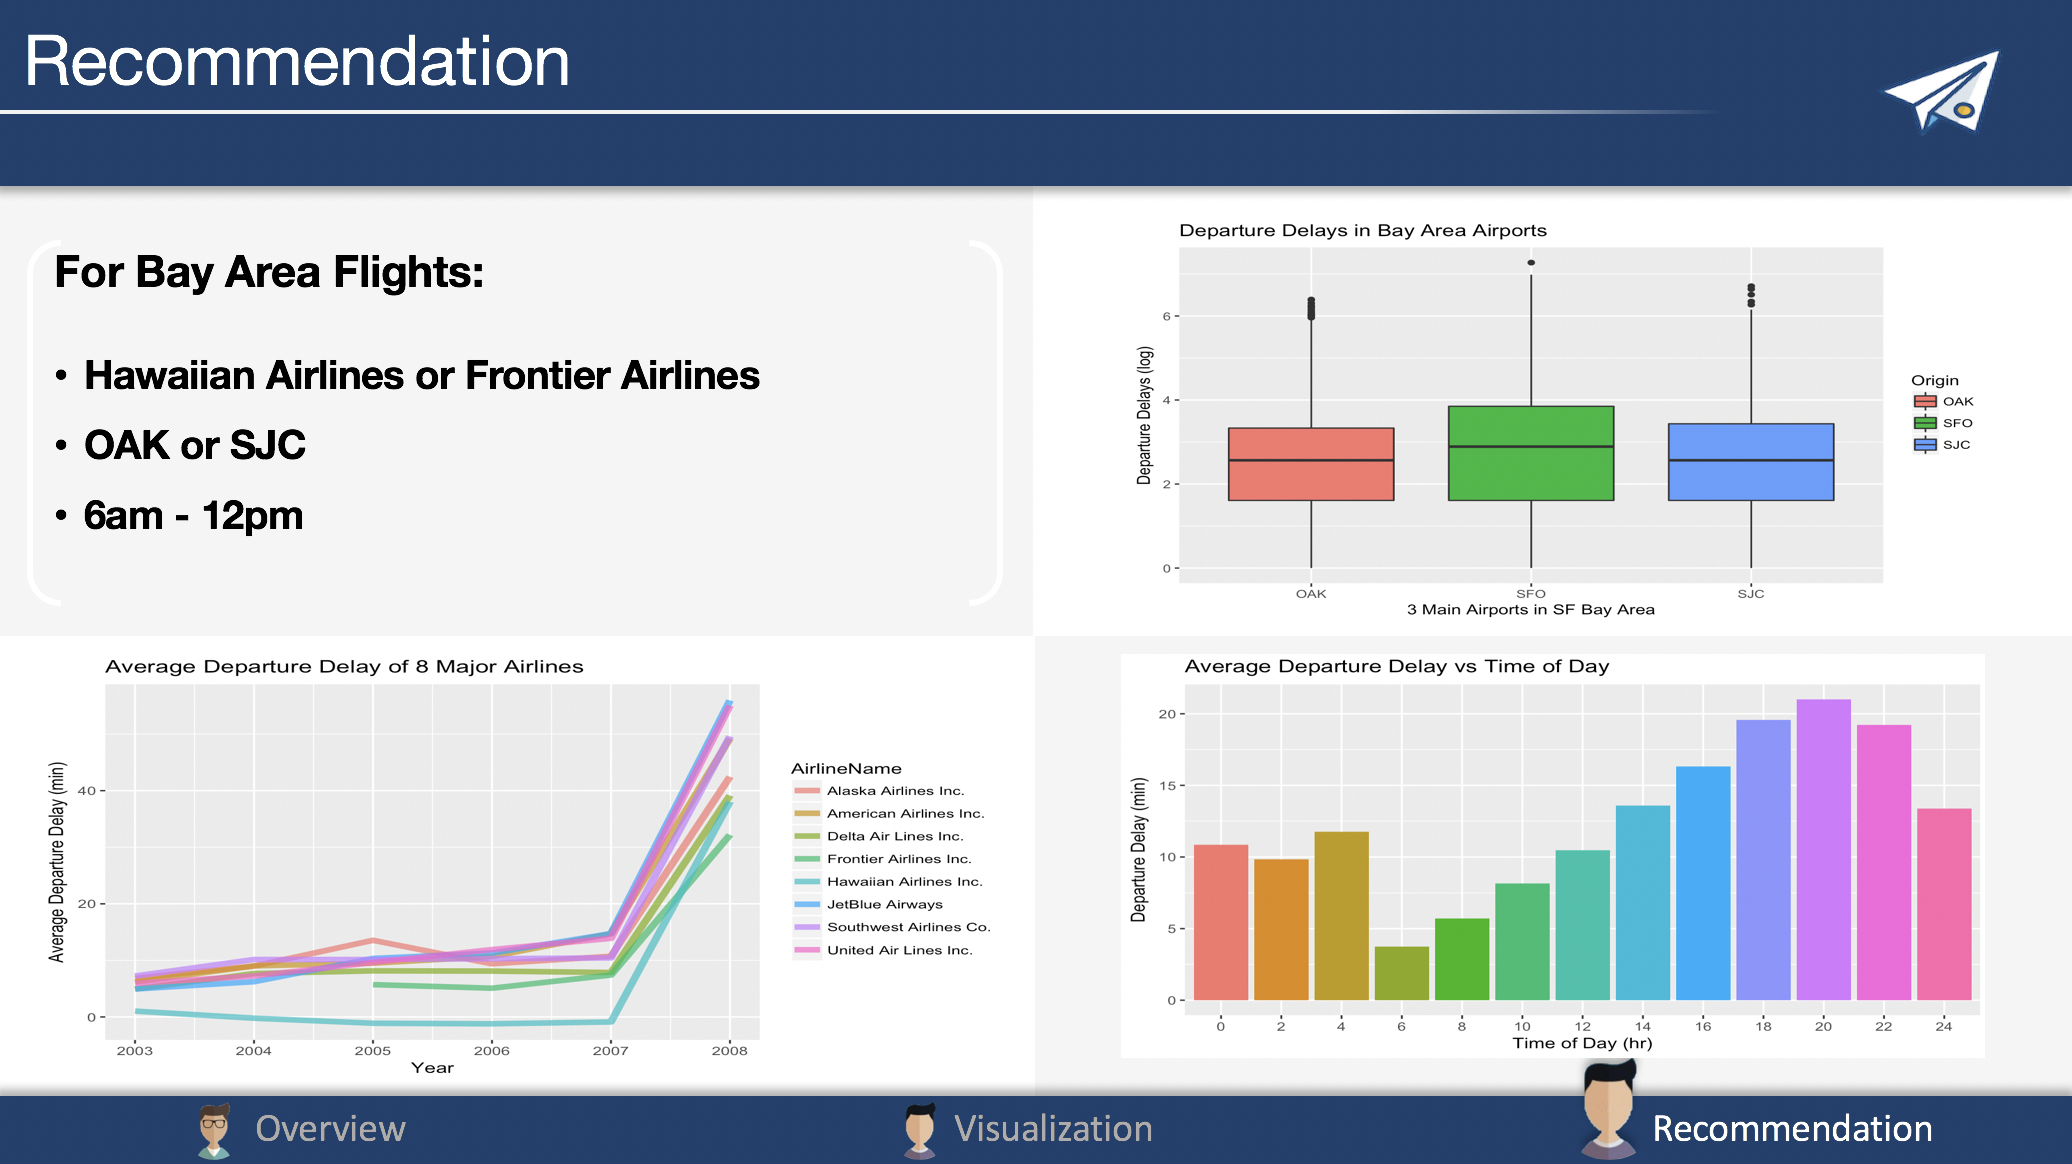 Recommendation
For Bay Area Flights:
• Hawaiian Airlines or Frontier Airlines
• OAK or SJC
• 6am - 12pm
Departure Delays in Bay Area Airports
Departure Delays (log)
6
4
2
0
OAK SFO SJC
3 Main Airports in SF Bay Area
Origin
OAK
SFO
SJC
Average Departure Delay of 8 Major Airlines
Average Departure Delay (min)
40
20
0
2003 2004 2005 2006 2007 2008
Year
AirlineName
Alaska Airlines Inc.
American Airlines Inc.
Delta Air Lines Inc.
Frontier Airlines Inc.
Hawaiian Airlines Inc.
JetBlue Airways
Southwest Airlines Co.
United Air Lines Inc.
Average Departure Delay vs Time of Day
Departure Delay (min)
20
15
10
5
0
0 2 4 6 8 10 12 14 16 18 20 22 24
Time of Day (hr)
Overview
Visualization
Recommendation